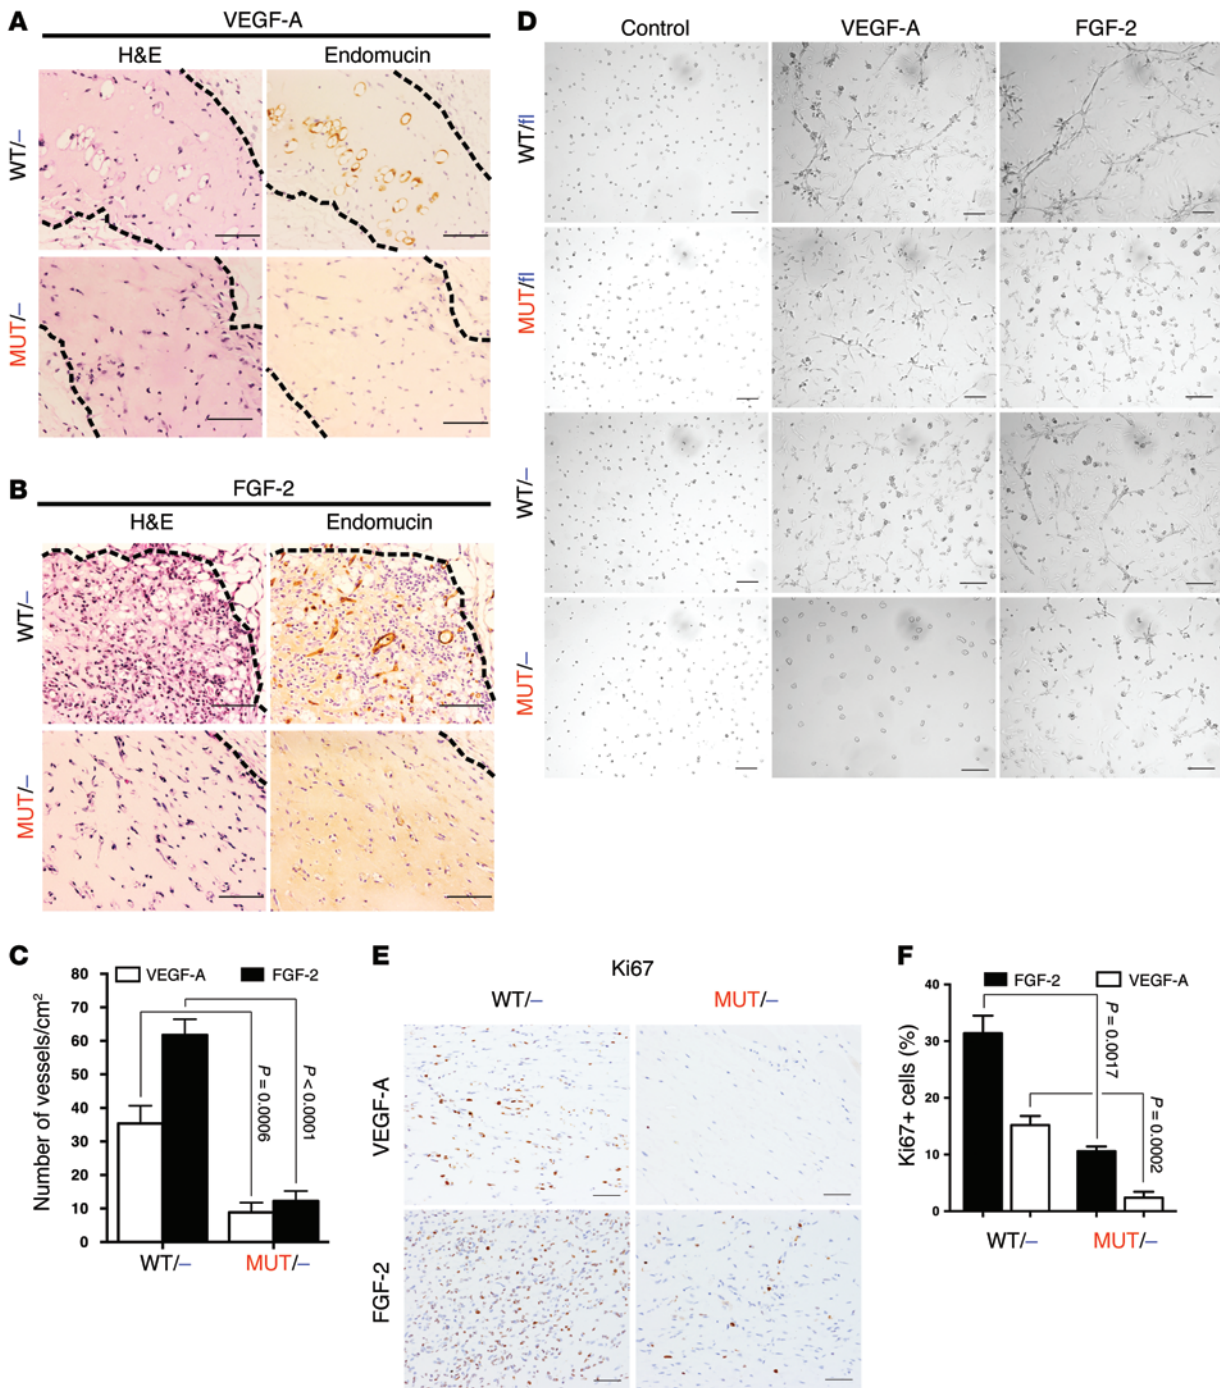 A
VEGF-A
H&E Endomucin
WT/–
MUT/–
B
FGF-2
H&E Endomucin
WT/–
MUT/–
C
VEGF-A FGF-2
Number of vessels/cm²
80
70
60
50
40
30
20
10
0
P = 0.0006
P < 0.0001
WT/– MUT/–
D
Control VEGF-A FGF-2
WT/fl
MUT/fl
WT/–
MUT/–
E
Ki67
WT/– MUT/–
VEGF-A
FGF-2
F
FGF-2 VEGF-A
Ki67+ cells (%)
40
30
20
10
0
P = 0.0017
P = 0.0002
WT/– MUT/–